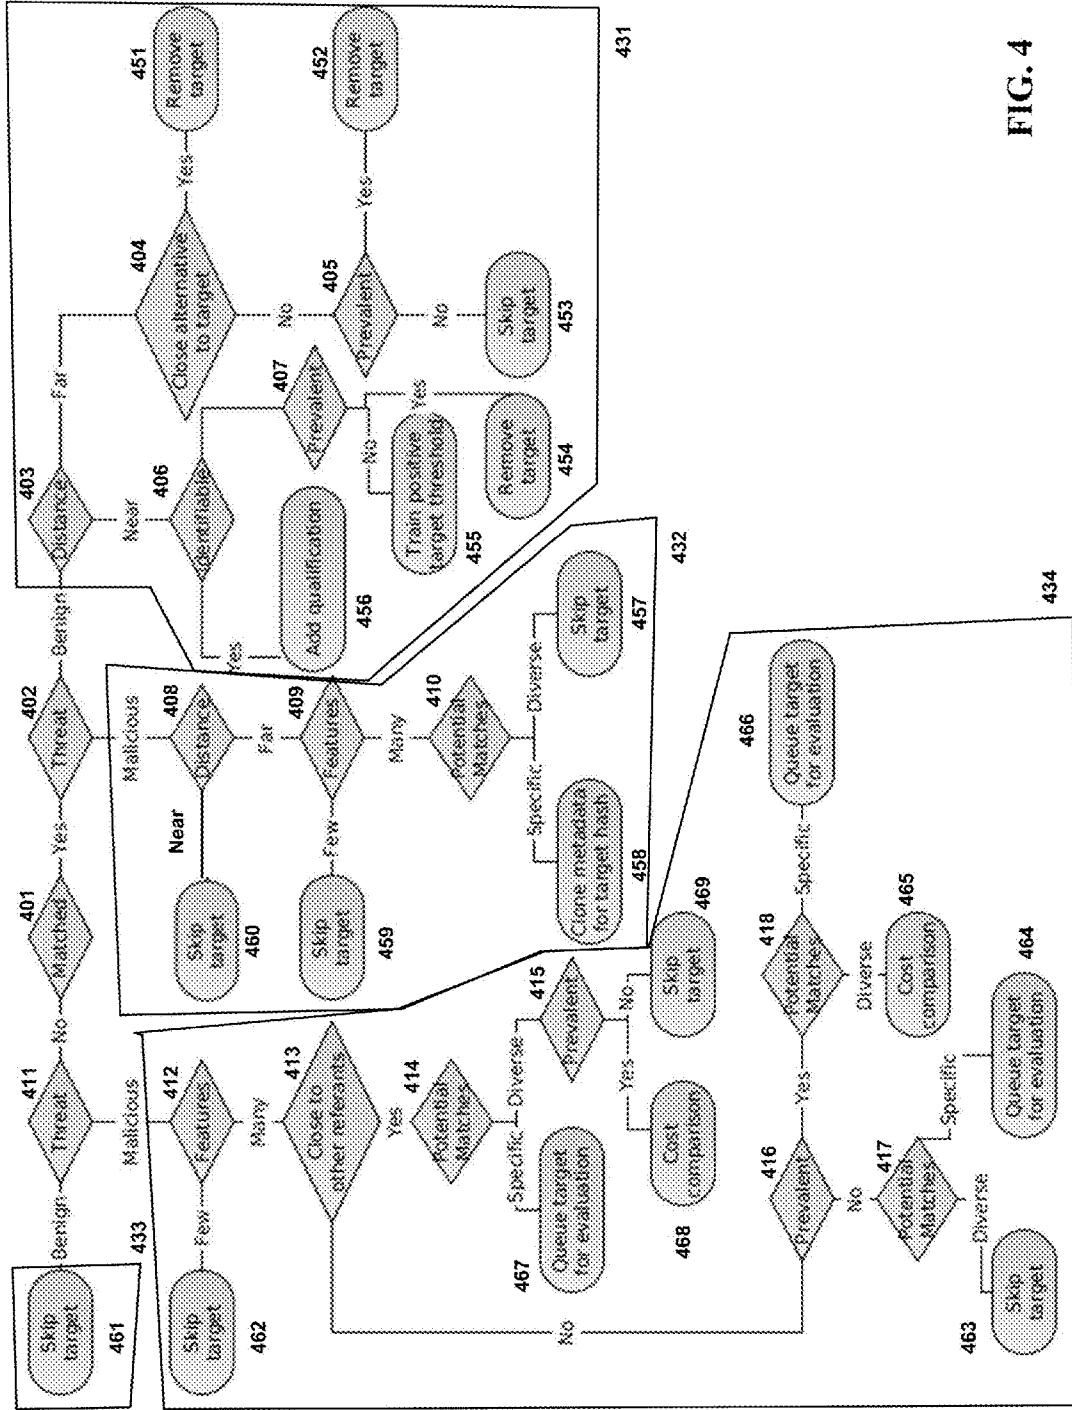 461
Skip
target
Benign
411
Threat
No
401
Matched
Yes
402
Threat
Benign
403
Distance
Far
433
Malicious
Malicious
Near
462
Skip
target
Few
412
Features
Many
460
Skip
target
Near
408
Distance
Far
406
Identifiable
Yes
404
Close alternative
to target
Yes
451
Remove
target
No
413
Close to
other referants
Yes
No
459
Skip
target
Few
409
Features
Many
456
Add qualification
407
Prevalent
No
Yes
405
Prevalent
Yes
No
452
Remove
target
414
Potential
Matches
Specific
Diverse
410
Potential
Matches
Specific
Diverse
455
Train positive
target threshold
454
Remove
target
453
Skip
target
431
467
Queue target
for evaluation
415
Prevalent
Yes
No
458
Clone metadata
for target hash
457
Skip
target
432
468
Cost
comparison
469
Skip
target
416
Prevalent
Yes
No
418
Potential
Matches
Specific
Diverse
466
Queue target
for evaluation
417
Potential
Matches
Diverse
Specific
465
Cost
comparison
463
Skip
target
464
Queue target
for evaluation
434
FIG. 4